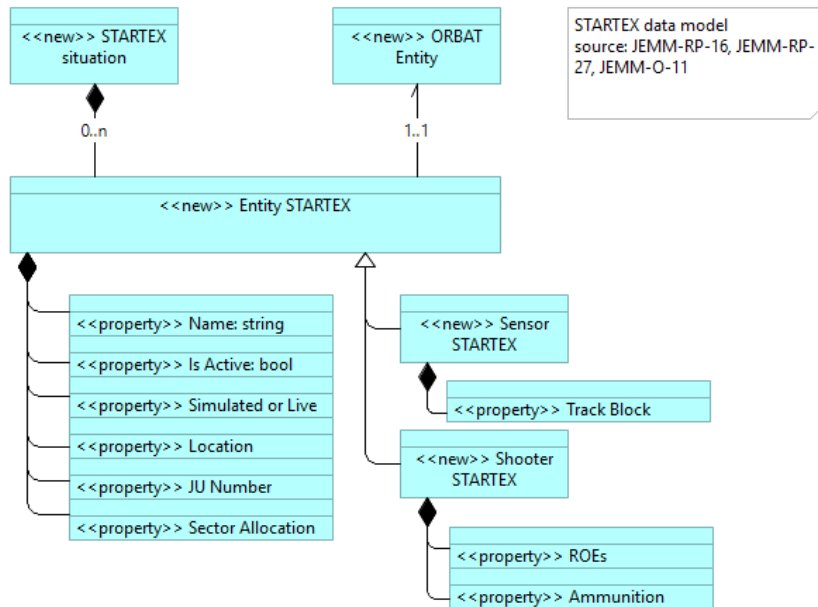 <<new>> STARTEX
situation
<<new>> ORBAT
Entity
STARTEX data model
source: JEMM-RP-16, JEMM-RP-
27, JEMM-O-11
0..n
1..1
<<new>> Entity STARTEX
<<property>> Name: string
<<property>> Is Active: bool
<<property>> Simulated or Live
<<property>> Location
<<property>> JU Number
<<property>> Sector Allocation
<<new>> Sensor
STARTEX
<<property>> Track Block
<<new>> Shooter
STARTEX
<<property>> ROEs
<<property>> Ammunition